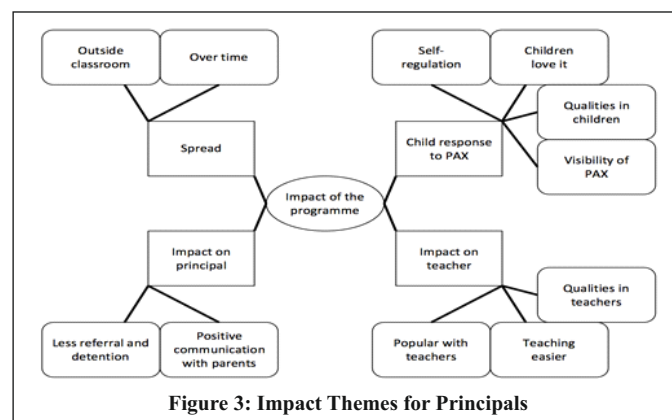 Outside
classroom
Over time
Self-
regulation
Children
love it
Qualities in
children
Visibility of
PAX
Spread
Child response
to PAX
Impact of the
programme
Impact on
principal
Impact on
teacher
Qualities in
teachers
Less referral and
detention
Positive
communication
with parents
Popular with
teachers
Teaching
easier
Figure 3: Impact Themes for Principals